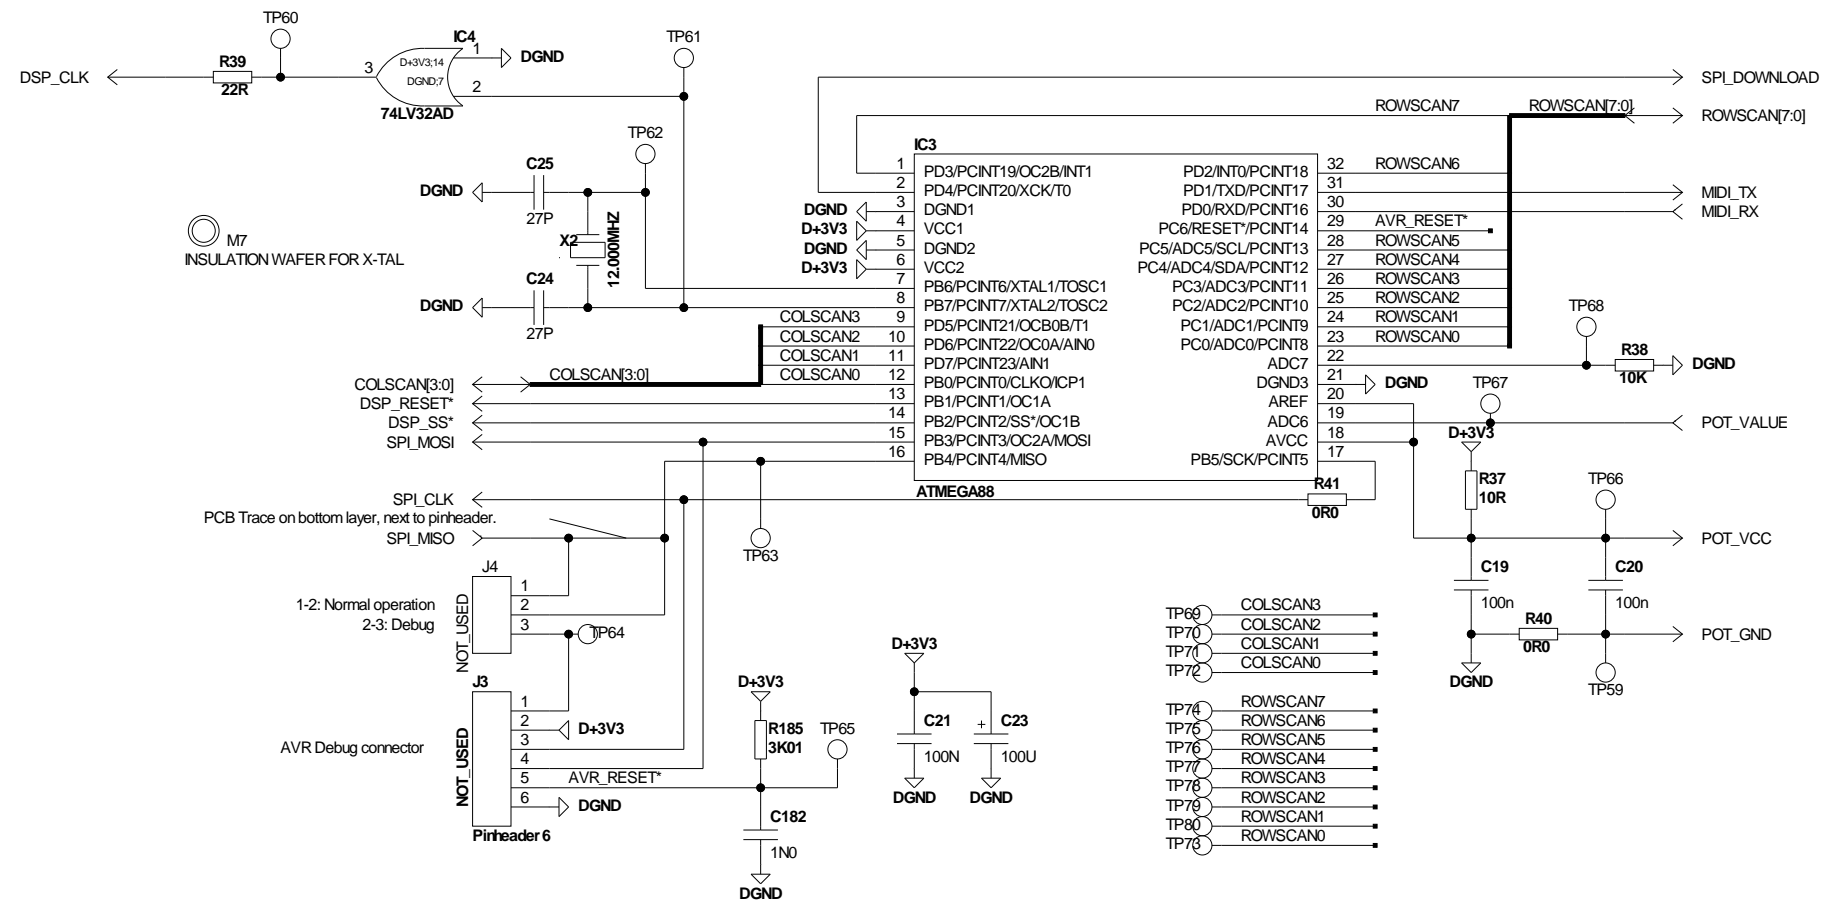 TP60
IC4
TP61
R39
22R
DSP_CLK
3
D+3V3;14
DGND;7
1
2
DGND
74LV32AD
TP62
C25
DGND
27P
X2
12.000MHZ
M7
INSULATION WAFER FOR X-TAL
C24
DGND
27P
SPI_DOWNLOAD
ROWSCAN7
ROWSCAN[7:0]
ROWSCAN[7:0]
IC3
1 PD3/PCINT19/OC2B/INT1
2 PD4/PCINT20/XCK/T0
DGND 3 DGND1
D+3V3 4 VCC1
DGND 5 DGND2
D+3V3 6 VCC2
7 PB6/PCINT6/XTAL1/TOSC1
8 PB7/PCINT7/XTAL2/TOSC2
COLSCAN3 9 PD5/PCINT21/OCB0B/T1
COLSCAN2 10 PD6/PCINT22/OC0A/AIN0
COLSCAN1 11 PD7/PCINT23/AIN1
COLSCAN0 12 PB0/PCINT0/CLKO/ICP1
13 PB1/PCINT1/OC1A
14 PB2/PCINT2/SS*/OC1B
15 PB3/PCINT3/OC2A/MOSI
16 PB4/PCINT4/MISO
PD2/INT0/PCINT18 32 ROWSCAN6
PD1/TXD/PCINT17 31 MIDI_TX
PD0/RXD/PCINT16 30 MIDI_RX
PC6/RESET*/PCINT14 29 AVR_RESET*
PC5/ADC5/SCL/PCINT13 28 ROWSCAN5
PC4/ADC4/SDA/PCINT12 27 ROWSCAN4
PC3/ADC3/PCINT11 26 ROWSCAN3
PC2/ADC2/PCINT10 25 ROWSCAN2
PC1/ADC1/PCINT9 24 ROWSCAN1
PC0/ADC0/PCINT8 23 ROWSCAN0
ADC7 22
DGND3 21 DGND
AREF 20
ADC6 19 POT_VALUE
AVCC 18
PB5/SCK/PCINT5 17
ATMEGA88
TP68
R38
10K
DGND
TP67
D+3V3
R37
10R
TP66
R41
0R0
POT_VCC
C19
100n
C20
100n
R40
0R0
POT_GND
DGND
TP59
COLSCAN[3:0]
COLSCAN[3:0]
DSP_RESET*
DSP_SS*
SPI_MOSI
SPI_CLK
PCB Trace on bottom layer, next to pinheader.
SPI_MISO
TP63
J4
1
2
3
NOT_USED
1-2: Normal operation
2-3: Debug
TP64
J3
1
2
3
4
5
6
D+3V3
AVR_RESET*
DGND
NOT_USED
AVR Debug connector
Pinheader 6
D+3V3
R185
3K01
TP65
C182
1N0
DGND
D+3V3
C21
100N
DGND
+
C23
100U
DGND
TP69 COLSCAN3
TP70 COLSCAN2
TP71 COLSCAN1
TP72 COLSCAN0
TP74 ROWSCAN7
TP75 ROWSCAN6
TP76 ROWSCAN5
TP77 ROWSCAN4
TP78 ROWSCAN3
TP79 ROWSCAN2
TP80 ROWSCAN1
TP73 ROWSCAN0